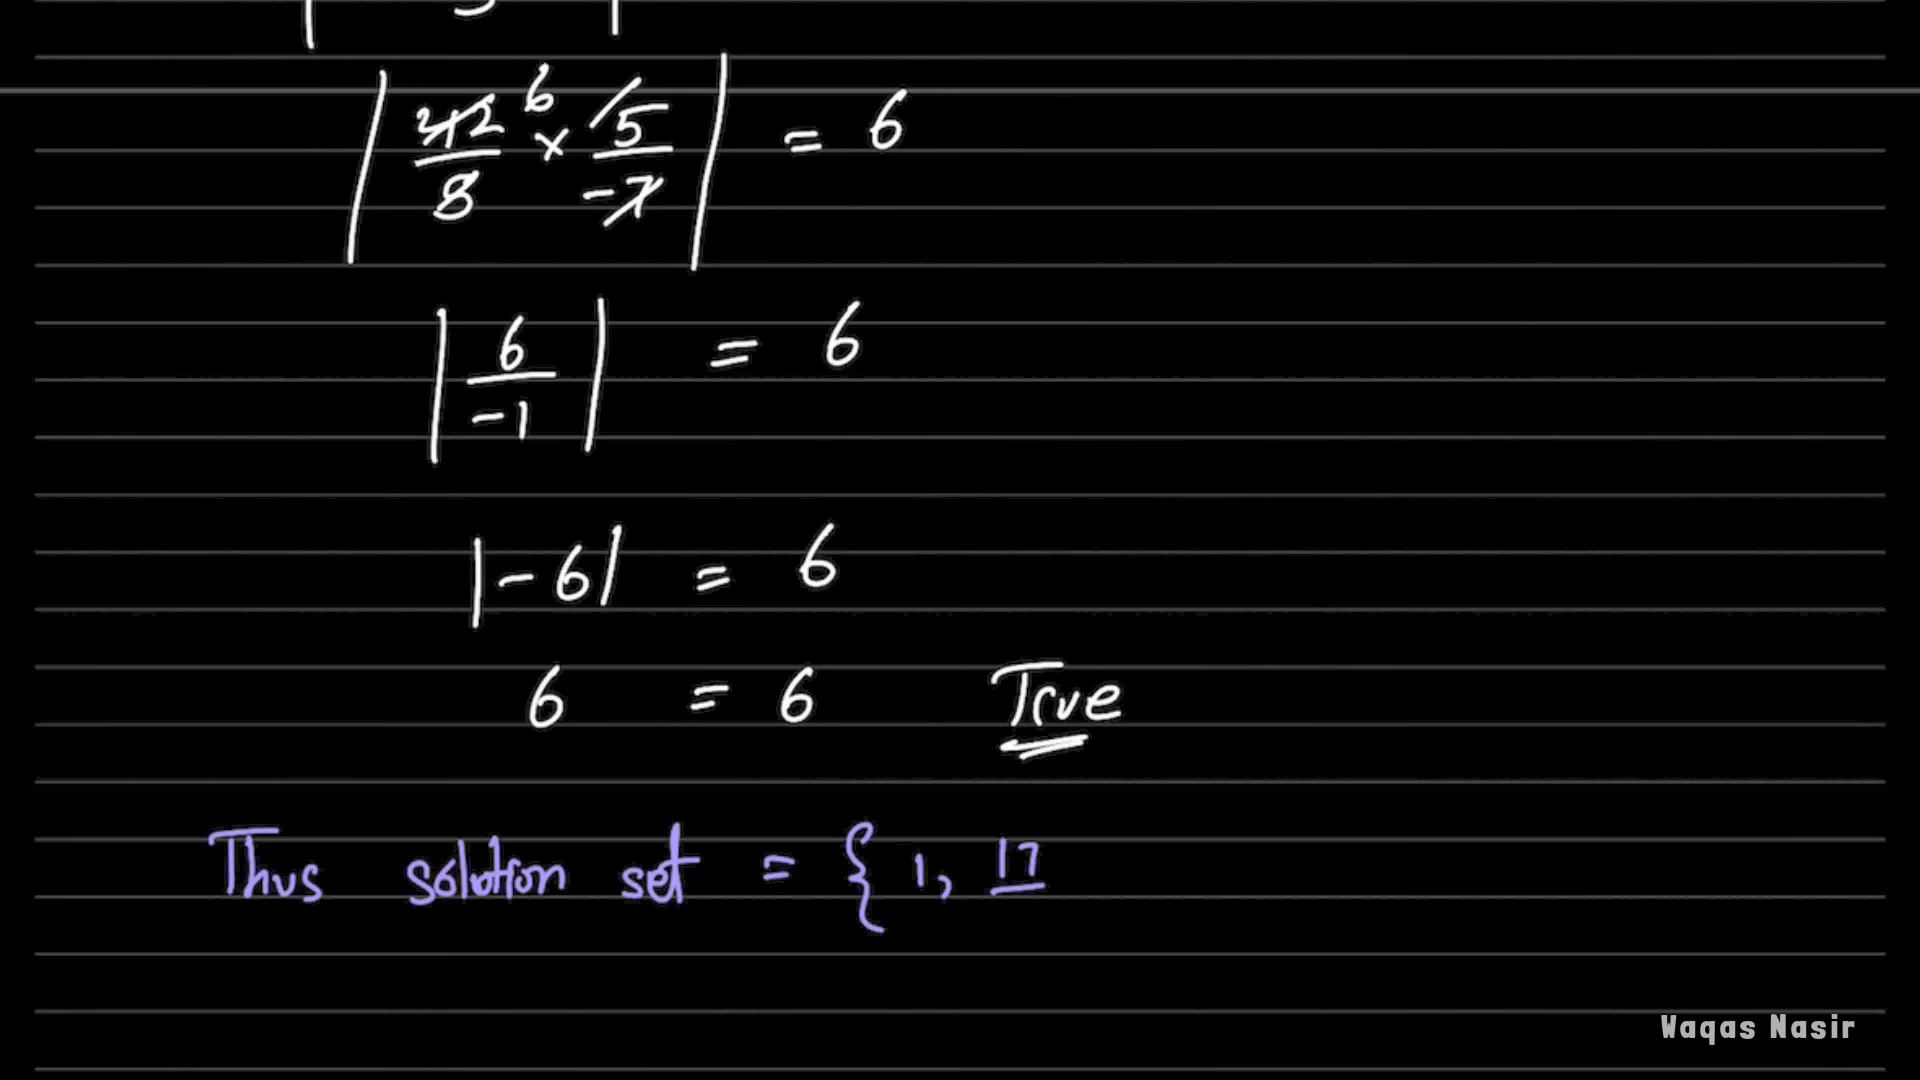 | 42/8 6 × 5/-7 | = 6
| 6/-1 | = 6
|-6| = 6
6 = 6 True
Thus solution set = { 1, 17
Waqas Nasir